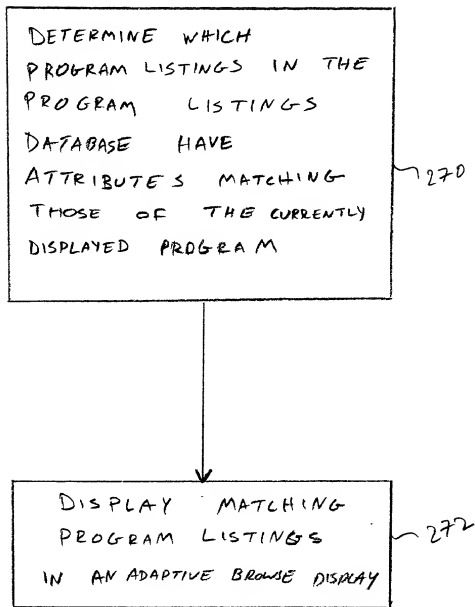 DETERMINE WHICH
PROGRAM LISTINGS IN THE
PROGRAM LISTINGS
DATABASE HAVE
ATTRIBUTES MATCHING
THOSE OF THE CURRENTLY
DISPLAYED PROGRAM
270
DISPLAY MATCHING
PROGRAM LISTINGS
IN AN ADAPTIVE BROWSE DISPLAY
272